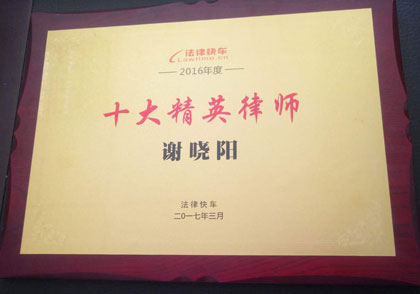 法律快车
Lawtime.cn
2016年度
十大精英律师
谢晓阳
法律快车
二〇一七年三月